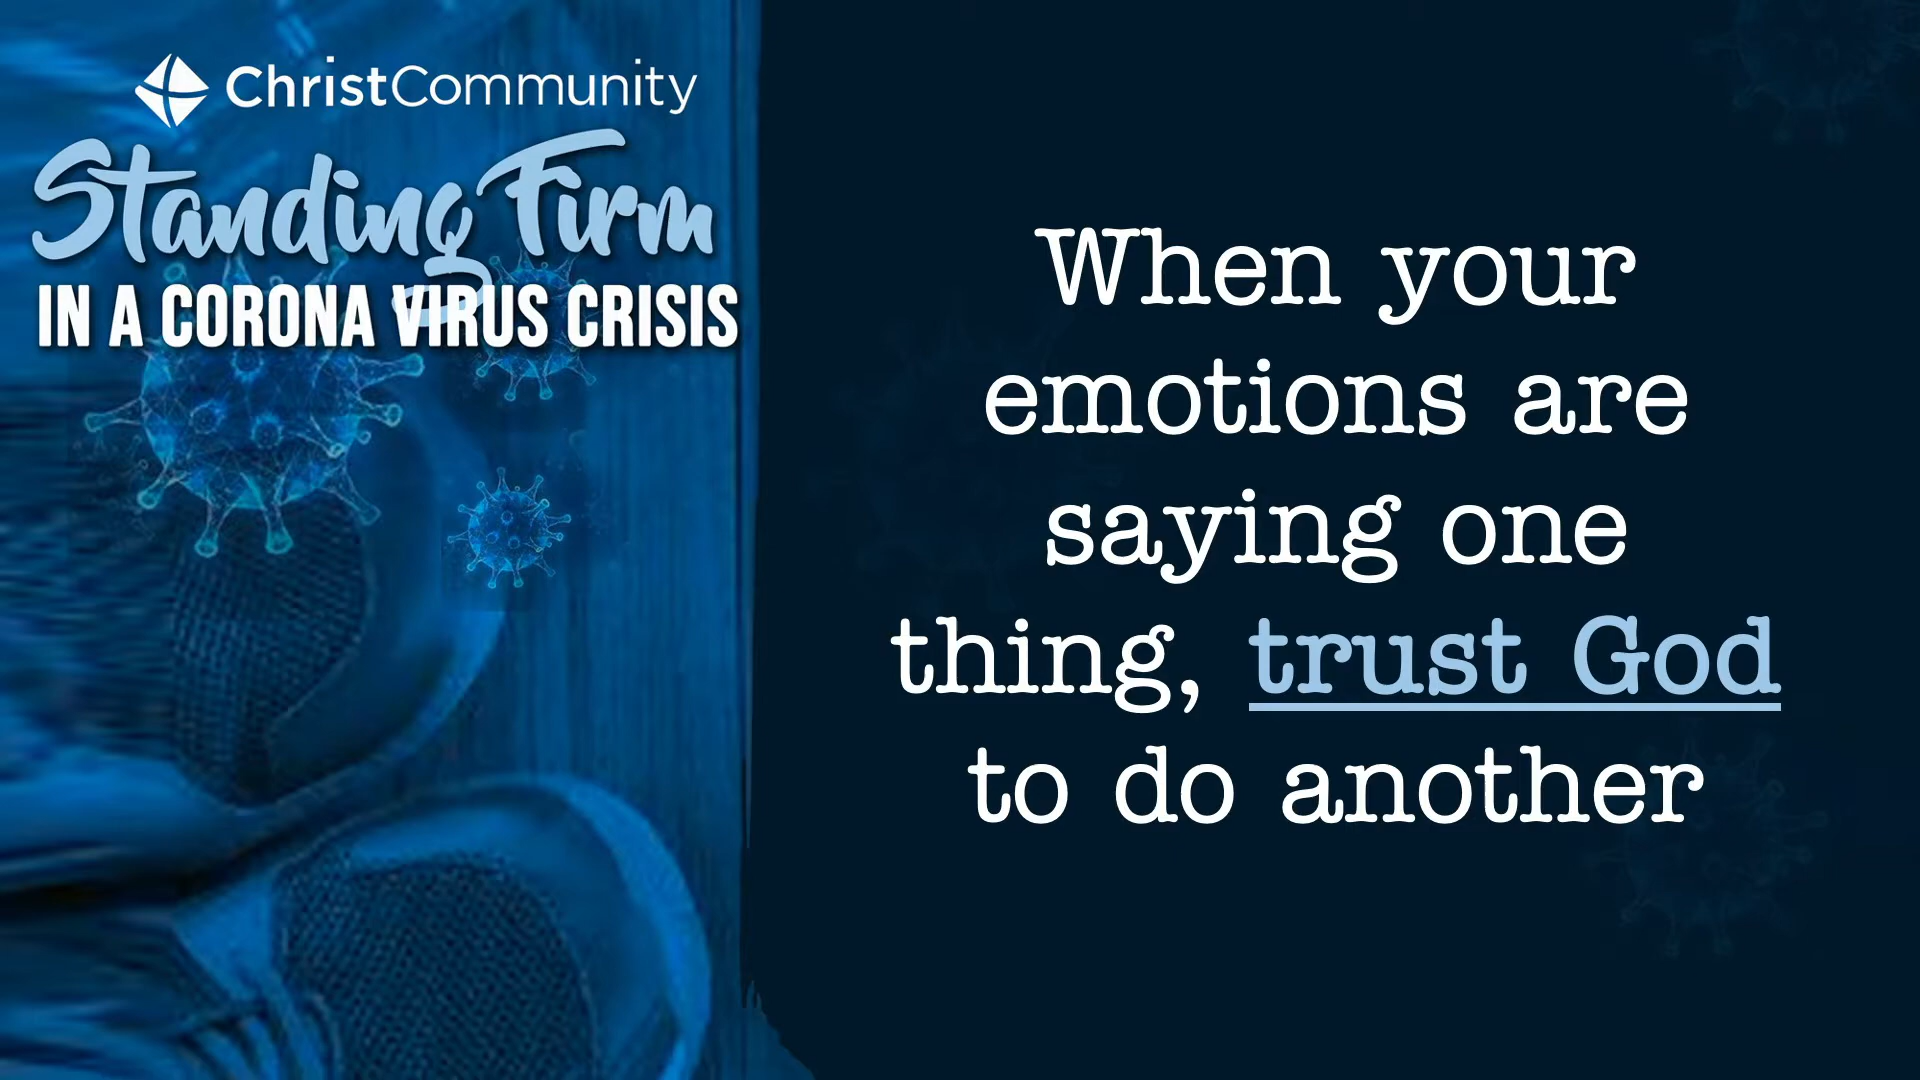 ChristCommunity
Standing Firm
IN A CORONA VIRUS CRISIS
When your
emotions are
saying one
thing, trust God
to do another